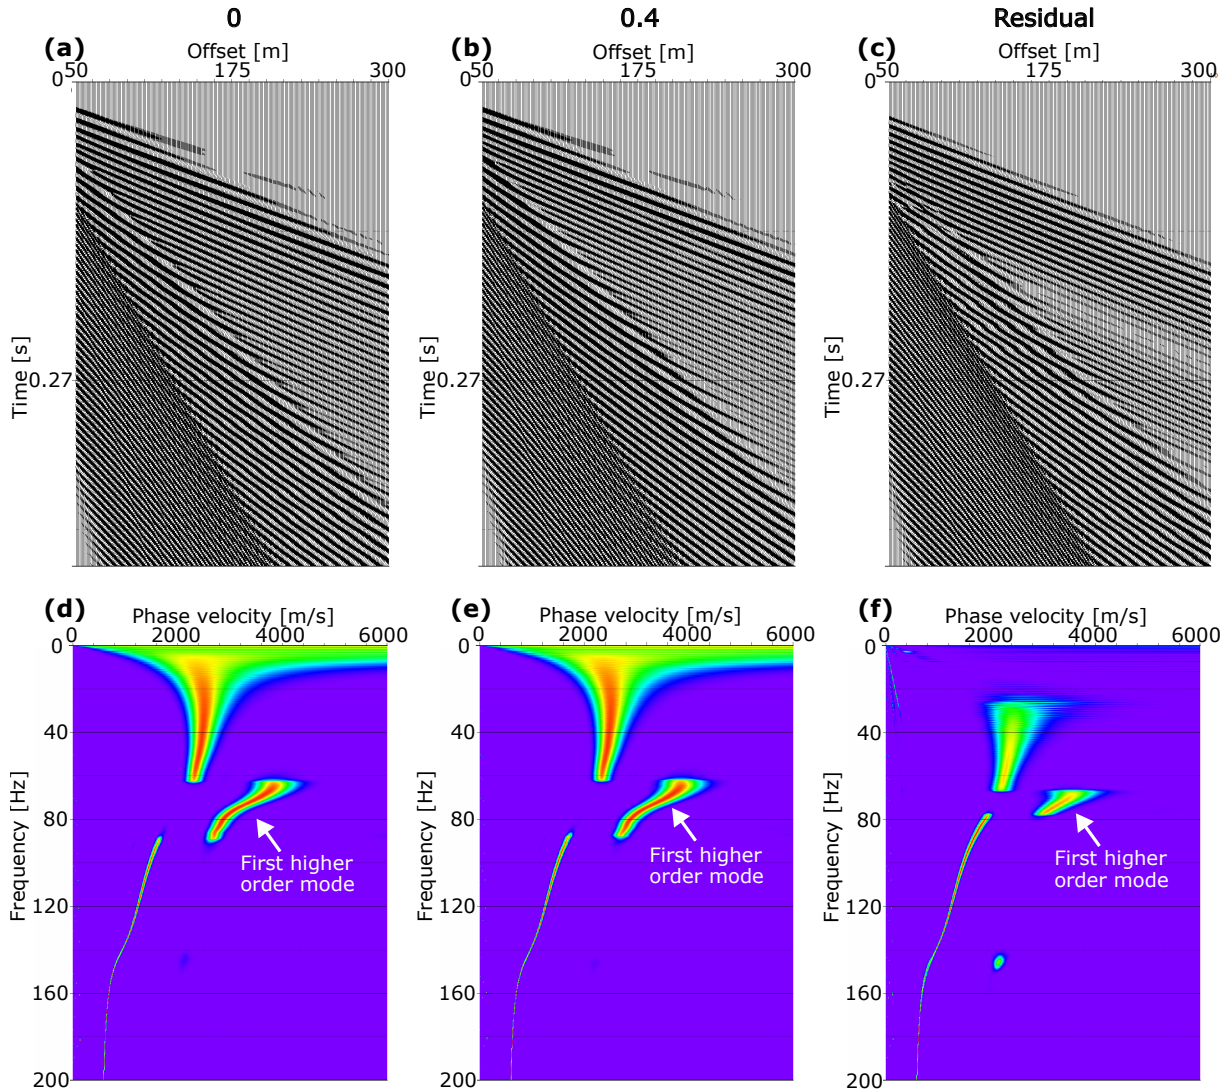 0 0.4 Residual
(a) (b) (c)
Offset [m] Offset [m] Offset [m]
50 175 300 50 175 300 50 175 300
0 0 0
Time [s] Time [s] Time [s]
0.27 0.27 0.27
(d) (e) (f)
Phase velocity [m/s] Phase velocity [m/s] Phase velocity [m/s]
0 2000 4000 6000 0 2000 4000 6000 0 2000 4000 6000
0 0 0
40 40 40
Frequency [Hz] Frequency [Hz] Frequency [Hz]
80 80 80
First higher First higher First higher
order mode order mode order mode
120 120 120
160 160 160
200 200 200